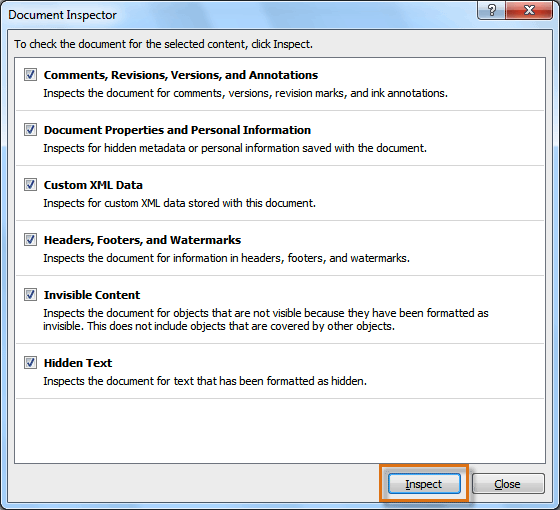 Document Inspector
To check the document for the selected content, click Inspect.
Comments, Revisions, Versions, and Annotations
Inspects the document for comments, versions, revision marks, and ink annotations.
Document Properties and Personal Information
Inspects for hidden metadata or personal information saved with the document.
Custom XML Data
Inspects for custom XML data stored with this document.
Headers, Footers, and Watermarks
Inspects the document for information in headers, footers, and watermarks.
Invisible Content
Inspects the document for objects that are not visible because they have been formatted as
invisible. This does not include objects that are covered by other objects.
Hidden Text
Inspects the document for text that has been formatted as hidden.
Inspect Close